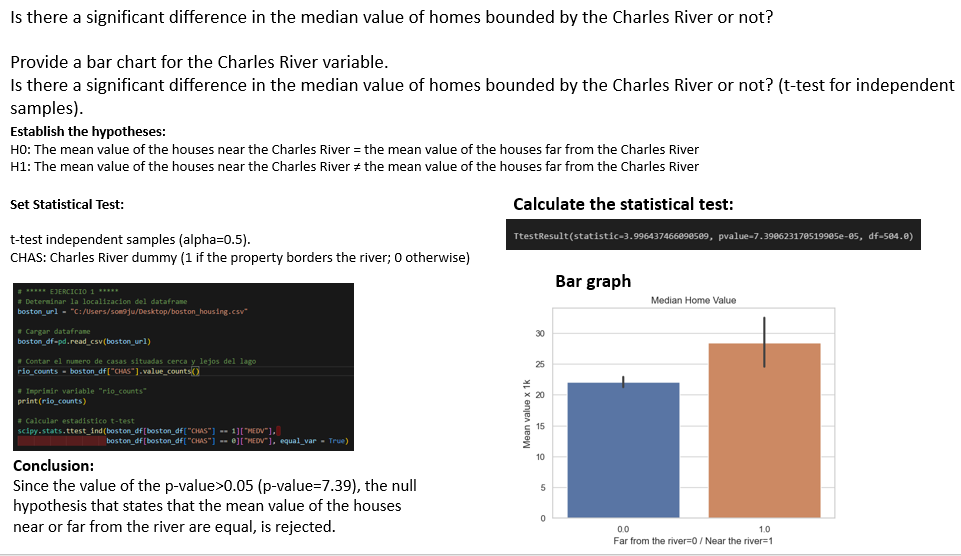 Is there a significant difference in the median value of homes bounded by the Charles River or not?
Provide a bar chart for the Charles River variable.
Is there a significant difference in the median value of homes bounded by the Charles River or not? (t-test for independent
samples).
Establish the hypotheses:
H0: The mean value of the houses near the Charles River = the mean value of the houses far from the Charles River
H1: The mean value of the houses near the Charles River ≠ the mean value of the houses far from the Charles River
Set Statistical Test:
t-test independent samples (alpha=0.5).
CHAS: Charles River dummy (1 if the property borders the river; 0 otherwise)
# ***** EJERCICIO 1 *****
# Determinar la localizacion del dataframe
boston_url = "C:/Users/som9ju/Desktop/boston_housing.csv"
# Cargar dataframe
boston_df=pd.read_csv(boston_url)
# Contar el numero de casas situadas cerca y lejos del lago
rio_counts = boston_df["CHAS"].value_counts()
# Imprimir variable "rio_counts"
print(rio_counts)
# Calcular estadistico t-test
scipy.stats.ttest_ind(boston_df[boston_df["CHAS"] == 1]["MEDV"],
boston_df[boston_df["CHAS"] == 0]["MEDV"], equal_var = True)
Conclusion:
Since the value of the p-value>0.05 (p-value=7.39), the null
hypothesis that states that the mean value of the houses
near or far from the river are equal, is rejected.
Calculate the statistical test:
TtestResult(statistic=3.996437466090509, pvalue=7.390623170519905e-05, df=504.0)
Bar graph
Median Home Value
30
25
20
15
10
5
0
Mean value x 1k
0.0 1.0
Far from the river=0 / Near the river=1